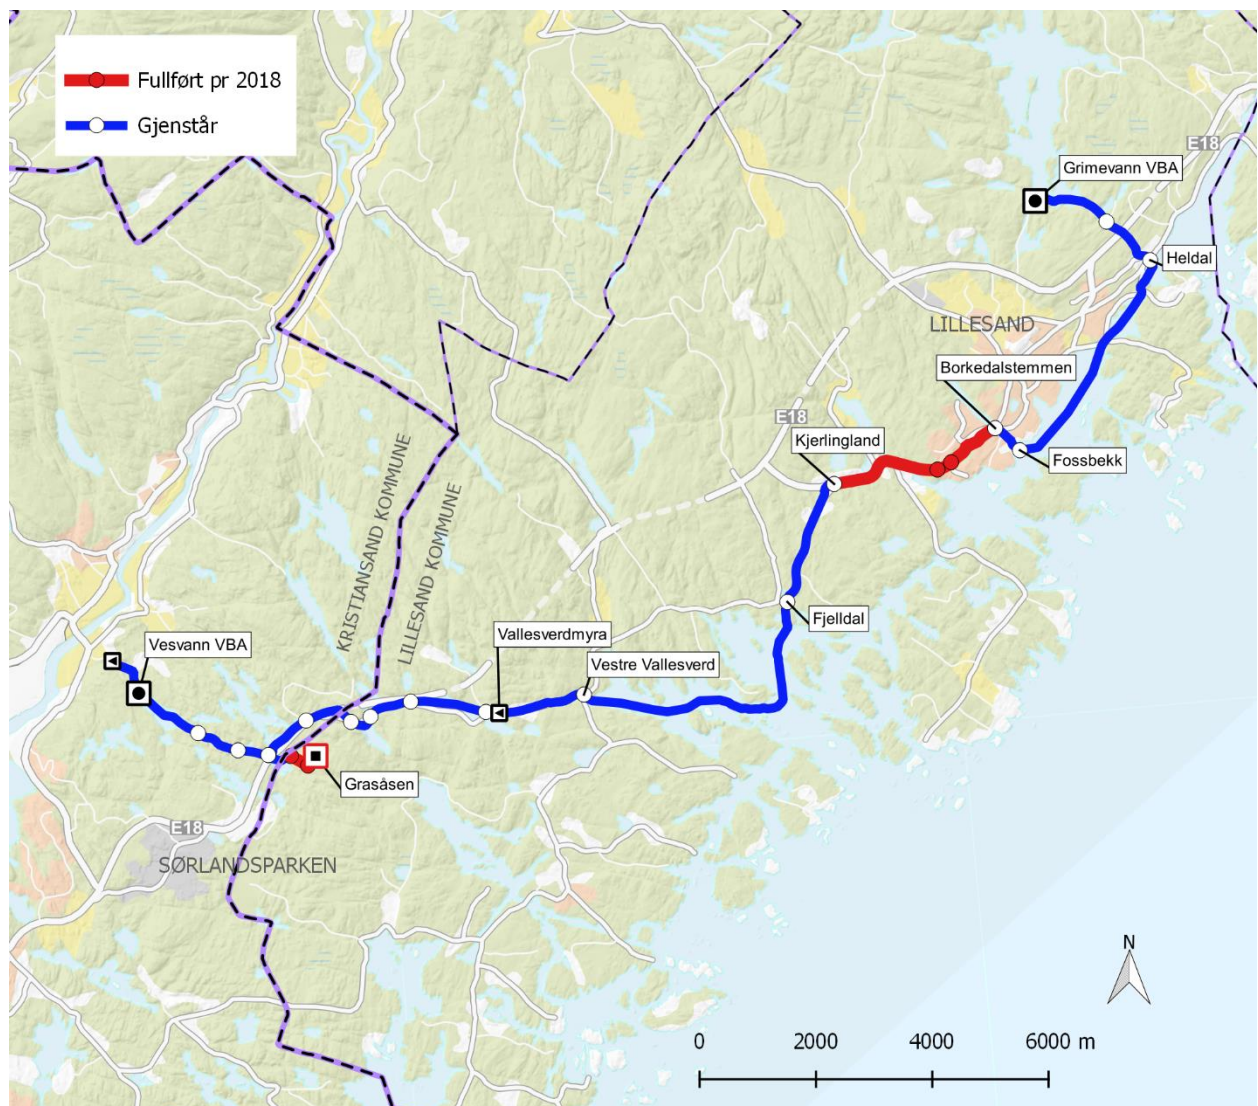 Fullført pr 2018
Gjenstår
E18
Grimevann VBA
Heldal
LILLESAND
Borkedalstemmen
E18
Kjerlingland
Fossbekk
KRISTIANSAND KOMMUNE
LILLESAND KOMMUNE
Fjelldal
Vallesverdmyra
Vesvann VBA
Vestre Vallesverd
Grasåsen
E18
SØRLANDSPARKEN
N
0 2000 4000 6000 m